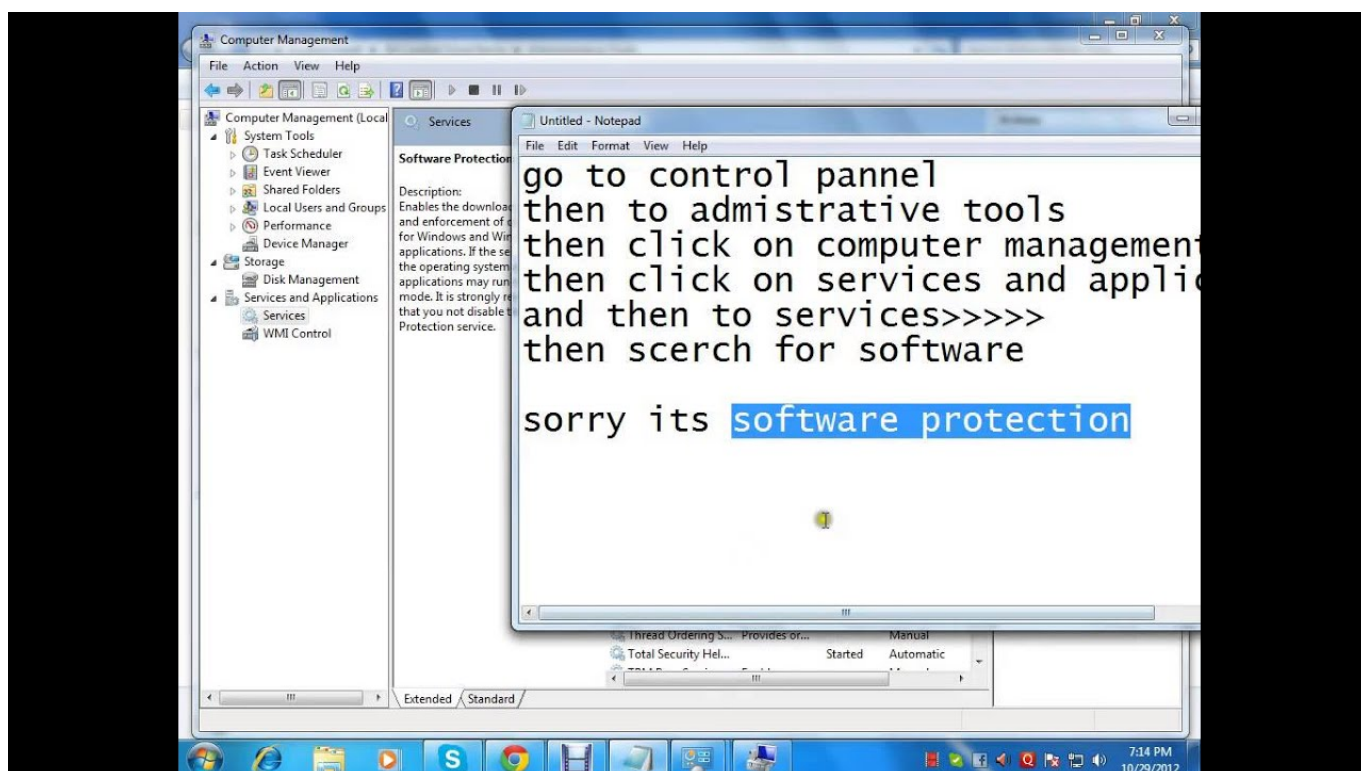 Computer Management
File Action View Help
Computer Management (Local
System Tools
Task Scheduler
Event Viewer
Shared Folders
Local Users and Groups
Performance
Device Manager
Storage
Disk Management
Services and Applications
Services
WMI Control
Services
Software Protection
Description:
Enables the downloa
and enforcement of
for Windows and Win
applications. If the se
the operating system
applications may run
mode. It is strongly re
that you not disable t
Protection service.
Untitled - Notepad
File Edit Format View Help
go to control pannel
then to admistrative tools
then click on computer management
then click on services and applic
and then to services>>>>>
then scerch for software
sorry its software protection
Thread Ordering S... Provides or... Manual
Total Security Hel... Started Automatic
Extended Standard
7:14 PM
10/29/2012